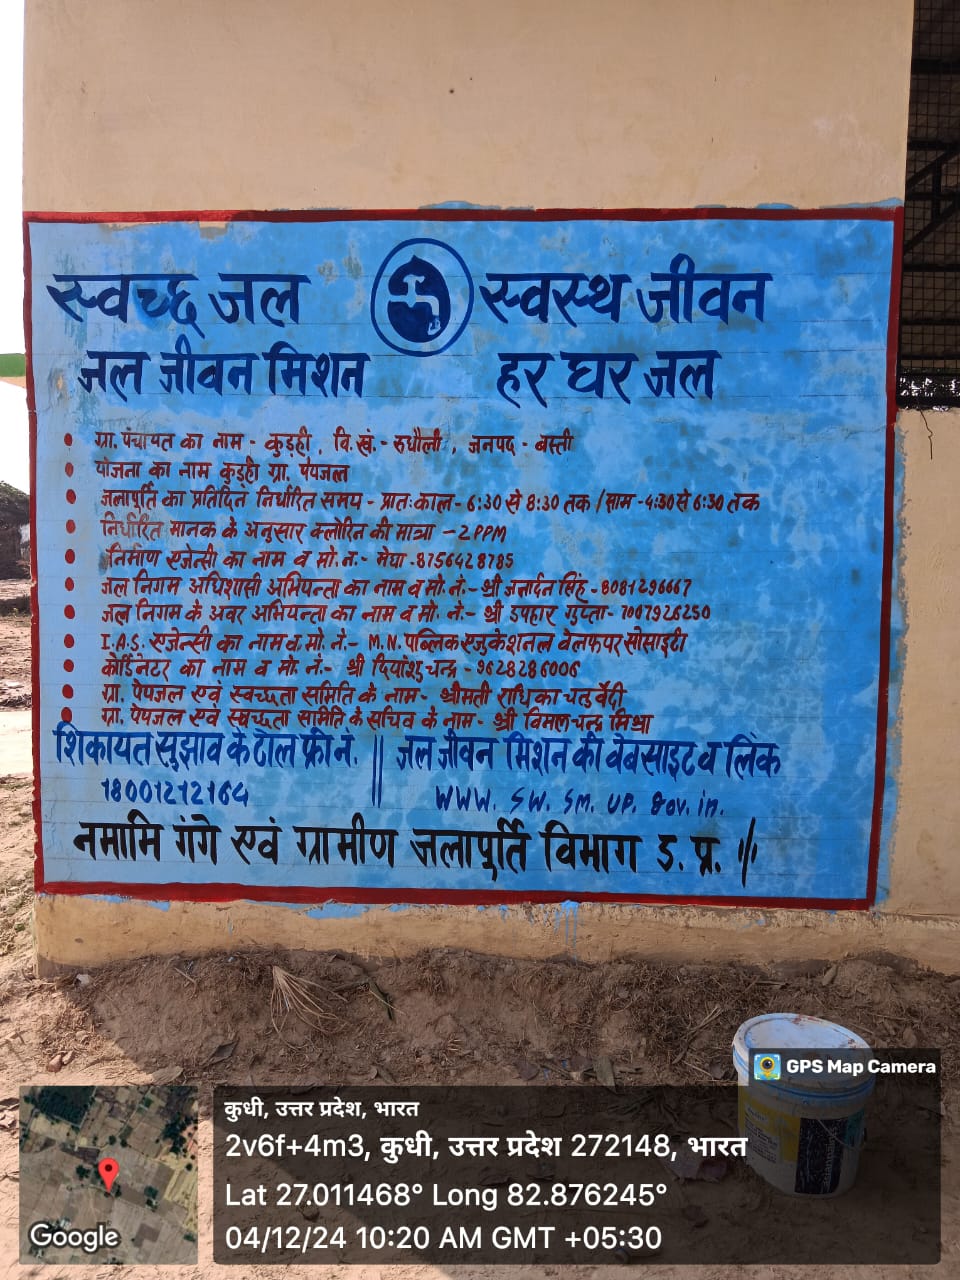 स्वच्छ जल स्वस्थ जीवन
जल जीवन मिशन हर घर जल
ग्रा. पंचायत का नाम - कुड़ही, वि. खं. - रुधौली, जनपद - बस्ती
योजना का नाम कुड़ही ग्रा. पेयजल
जलापूर्ति का प्रतिदिन निर्धारित समय - प्रातः काल - 6:30 से 8:30 तक / साम - 4:30 से 6:30 तक
निर्धारित मानक के अनुसार क्लोरिन की मात्रा - 2 PPM
निर्माण एजेन्सी का नाम व मो. नं. - मेघा - 8756428785
जल निगम अधिशासी अभियन्ता का नाम व मो. नं. - श्री जनार्दन सिंह - 8081296667
जल निगम के अवर अभियन्ता का नाम व मो. नं. - श्री उपहार गुप्ता - 7007926250
I.A.S. एजेन्सी का नाम व मो. नं. - M.N. पब्लिक एजुकेशनल वेलफेयर सोसाइटी
कोर्डिनेटर का नाम व मो. नं. - श्री दिपांशु चन्द्र - 9628286006
ग्रा. पेयजल एवं स्वच्छता समिति के नाम - श्रीमती राधिका चतुर्वेदी
ग्रा. पेयजल एवं स्वच्छता समिति के सचिव के नाम - श्री विमल चन्द्र मिश्रा
शिकायत सुझाव के टोल फ्री नं. || जल जीवन मिशन की वेबसाइट व लिंक
18001212164 WWW. SW. SM. UP. Gov. in.
नमामि गंगे एवं ग्रामीण जलापूर्ति विभाग उ. प्र.
GPS Map Camera
कुधी, उत्तर प्रदेश, भारत
2v6f+4m3, कुधी, उत्तर प्रदेश 272148, भारत
Lat 27.011468° Long 82.876245°
04/12/24 10:20 AM GMT +05:30
Google